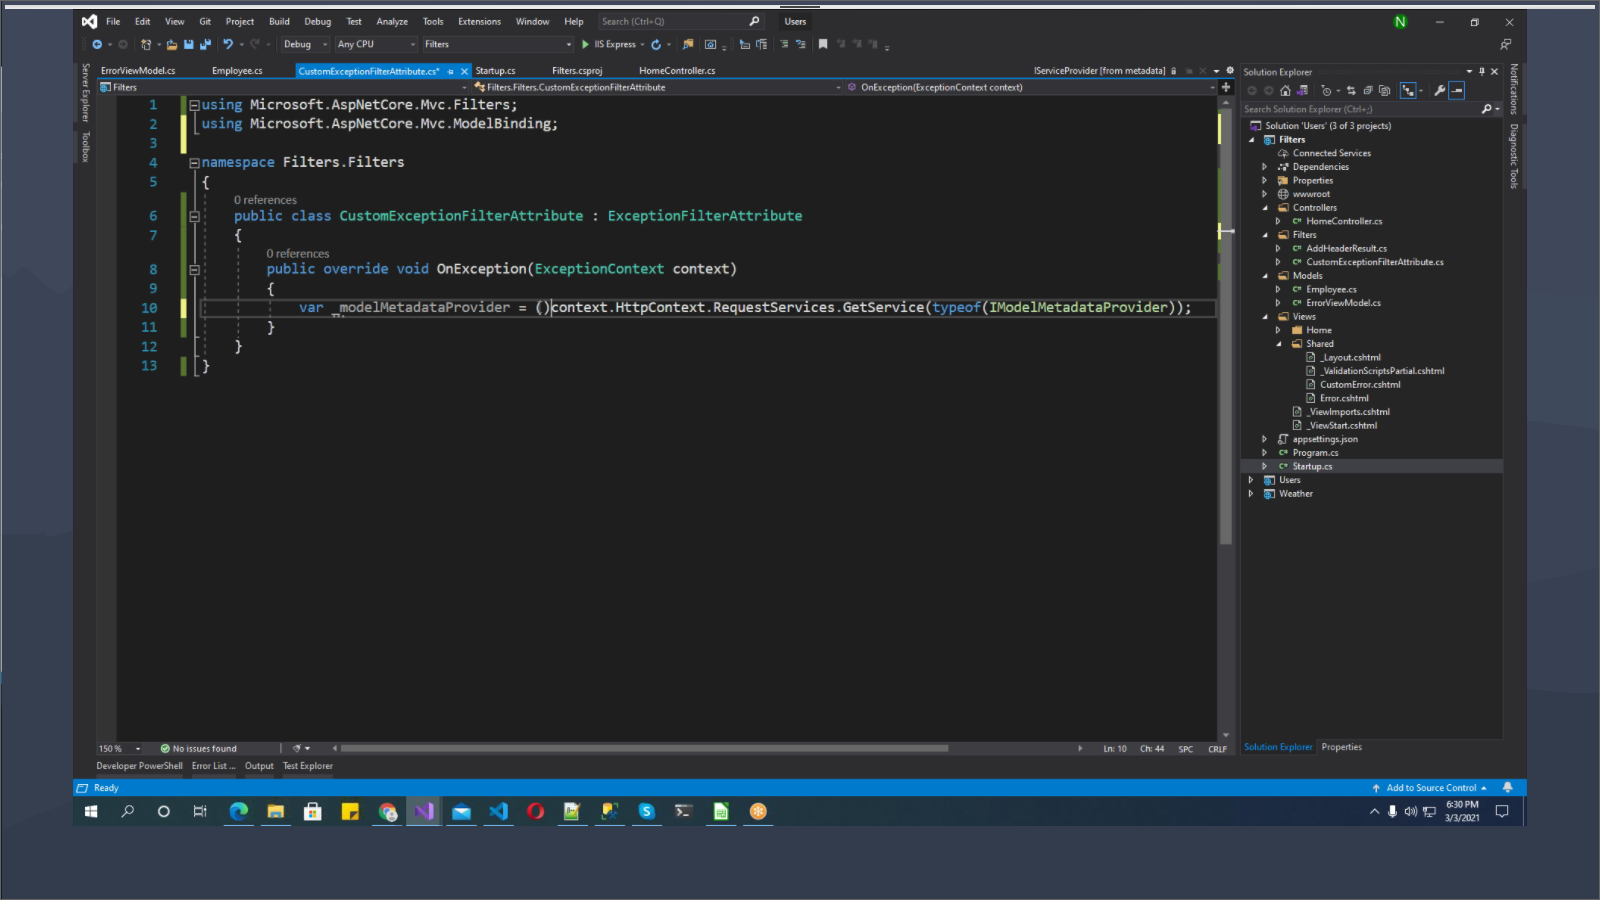 File Edit View Git Project Build Debug Test Analyze Tools Extensions Window Help Search (Ctrl+Q) Users N
Debug Any CPU Filters IIS Express
ErrorViewModel.cs Employee.cs CustomExceptionFilterAttribute.cs* Startup.cs Filters.csproj HomeController.cs IServiceProvider [from metadata]
Filters Filters.Filters.CustomExceptionFilterAttribute OnException(ExceptionContext context)
Server Explorer
Toolbox
1 using Microsoft.AspNetCore.Mvc.Filters;
2 using Microsoft.AspNetCore.Mvc.ModelBinding;
3
4 namespace Filters.Filters
5 {
0 references
6 public class CustomExceptionFilterAttribute : ExceptionFilterAttribute
7 {
0 references
8 public override void OnException(ExceptionContext context)
9 {
10 var _modelMetadataProvider = ()context.HttpContext.RequestServices.GetService(typeof(IModelMetadataProvider));
11 }
12 }
13 }
150 % No issues found Ln: 10 Ch: 44 SPC CRLF
Developer PowerShell Error List ... Output Test Explorer
Solution Explorer
Search Solution Explorer (Ctrl+;)
Solution 'Users' (3 of 3 projects)
Filters
Connected Services
Dependencies
Properties
wwwroot
Controllers
C# HomeController.cs
Filters
C# AddHeaderResult.cs
C# CustomExceptionFilterAttribute.cs
Models
C# Employee.cs
C# ErrorViewModel.cs
Views
Home
Shared
_Layout.cshtml
_ValidationScriptsPartial.cshtml
CustomError.cshtml
Error.cshtml
_ViewImports.cshtml
_ViewStart.cshtml
appsettings.json
C# Program.cs
C# Startup.cs
Users
Weather
Solution Explorer Properties
Notifications
Diagnostic Tools
Ready Add to Source Control
6:30 PM
3/3/2021